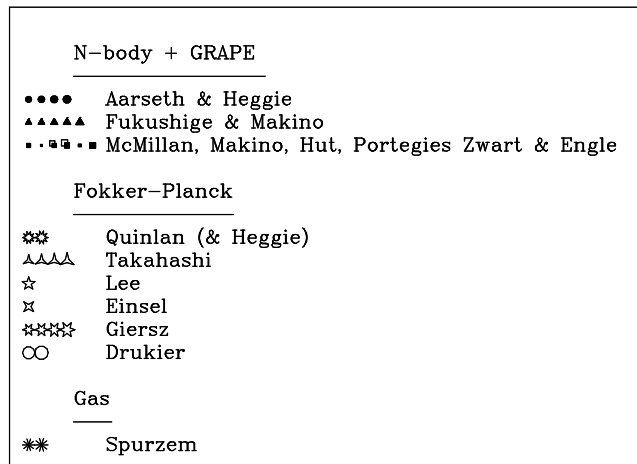 N-body + GRAPE
Aarseth & Heggie
Fukushige & Makino
McMillan, Makino, Hut, Portegies Zwart & Engle
Fokker-Planck
Quinlan (& Heggie)
Takahashi
Lee
Einsel
Giersz
Drukier
Gas
Spurzem